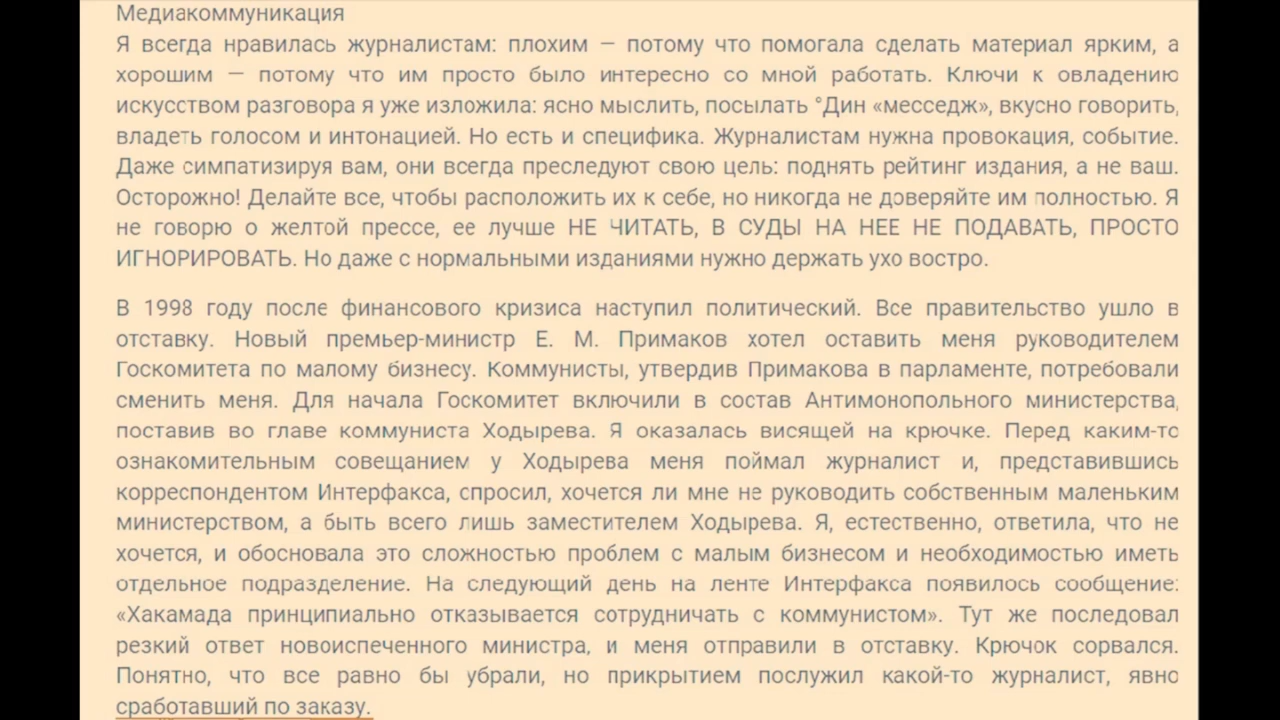 Медиакоммуникация
Я всегда нравилась журналистам: плохим — потому что помогала сделать материал ярким, а
хорошим — потому что им просто было интересно со мной работать. Ключи к овладению
искусством разговора я уже изложила: ясно мыслить, посылать °Дин «месседж», вкусно говорить,
владеть голосом и интонацией. Но есть и специфика. Журналистам нужна провокация, событие.
Даже симпатизируя вам, они всегда преследуют свою цель: поднять рейтинг издания, а не ваш.
Осторожно! Делайте все, чтобы расположить их к себе, но никогда не доверяйте им полностью. Я
не говорю о желтой прессе, ее лучше НЕ ЧИТАТЬ, В СУДЫ НА НЕЕ НЕ ПОДАВАТЬ, ПРОСТО
ИГНОРИРОВАТЬ. Но даже с нормальными изданиями нужно держать ухо востро.
В 1998 году после финансового кризиса наступил политический. Все правительство ушло в
отставку. Новый премьер-министр Е. М. Примаков хотел оставить меня руководителем
Госкомитета по малому бизнесу. Коммунисты, утвердив Примакова в парламенте, потребовали
сменить меня. Для начала Госкомитет включили в состав Антимонопольного министерства,
поставив во главе коммуниста Ходырева. Я оказалась висящей на крючке. Перед каким-то
ознакомительным совещанием у Ходырева меня поймал журналист и, представившись
корреспондентом Интерфакса, спросил, хочется ли мне не руководить собственным маленьким
министерством, а быть всего лишь заместителем Ходырева. Я, естественно, ответила, что не
хочется, и обосновала это сложностью проблем с малым бизнесом и необходимостью иметь
отдельное подразделение. На следующий день на ленте Интерфакса появилось сообщение:
«Хакамада принципиально отказывается сотрудничать с коммунистом». Тут же последовал
резкий ответ новоиспеченного министра, и меня отправили в отставку. Крючок сорвался.
Понятно, что все равно бы убрали, но прикрытием послужил какой-то журналист, явно
сработавший по заказу.